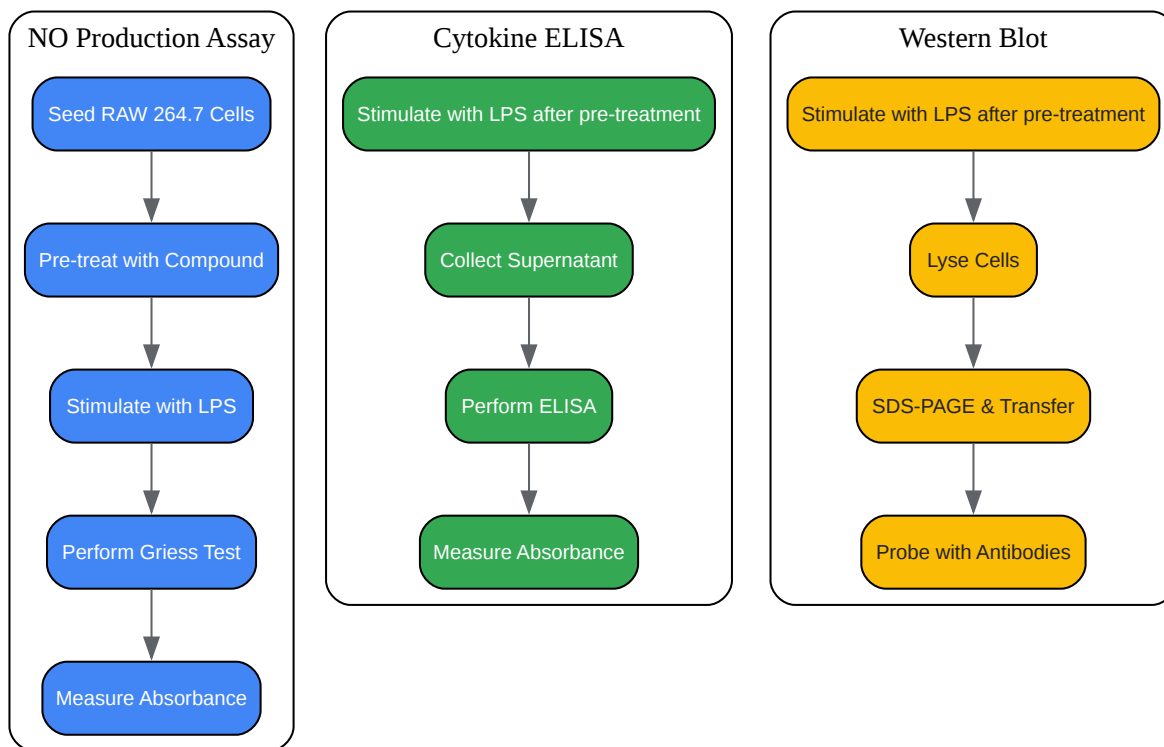 NO Production Assay
Seed RAW 264.7 Cells
Pre-treat with Compound
Stimulate with LPS
Perform Griess Test
Measure Absorbance
Cytokine ELISA
Stimulate with LPS after pre-treatment
Collect Supernatant
Perform ELISA
Measure Absorbance
Western Blot
Stimulate with LPS after pre-treatment
Lyse Cells
SDS-PAGE & Transfer
Probe with Antibodies